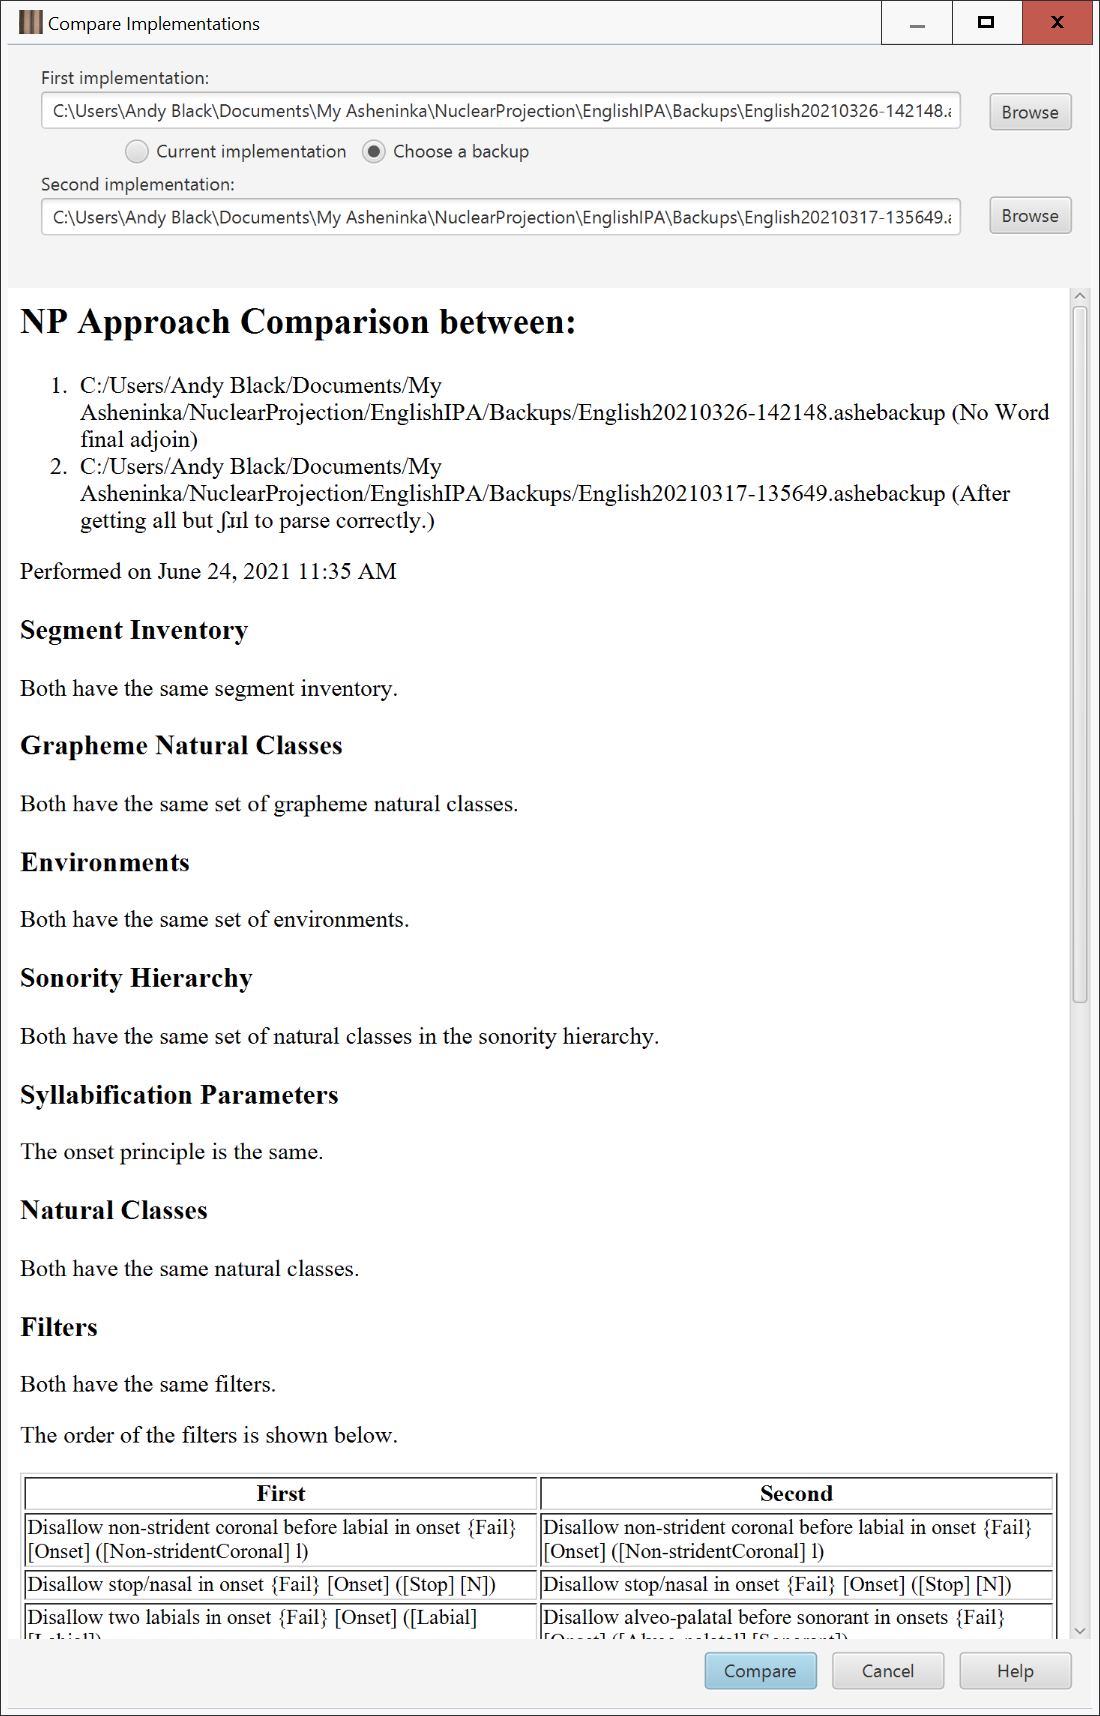 Compare Implementations
First implementation:
C:\Users\Andy Black\Documents\My Asheninka\NuclearProjection\EnglishIPA\Backups\English20210326-142148.a
Browse
Current implementation
Choose a backup
Second implementation:
C:\Users\Andy Black\Documents\My Asheninka\NuclearProjection\EnglishIPA\Backups\English20210317-135649.a
Browse
NP Approach Comparison between:
1. C:/Users/Andy Black/Documents/My
Asheninka/NuclearProjection/EnglishIPA/Backups/English20210326-142148.ashebackup (No Word
final adjoin)
2. C:/Users/Andy Black/Documents/My
Asheninka/NuclearProjection/EnglishIPA/Backups/English20210317-135649.ashebackup (After
getting all but ʃɹɪl to parse correctly.)
Performed on June 24, 2021 11:35 AM
Segment Inventory
Both have the same segment inventory.
Grapheme Natural Classes
Both have the same set of grapheme natural classes.
Environments
Both have the same set of environments.
Sonority Hierarchy
Both have the same set of natural classes in the sonority hierarchy.
Syllabification Parameters
The onset principle is the same.
Natural Classes
Both have the same natural classes.
Filters
Both have the same filters.
The order of the filters is shown below.
First
Second
Disallow non-strident coronal before labial in onset {Fail}
[Onset] ([Non-stridentCoronal] l)
Disallow non-strident coronal before labial in onset {Fail}
[Onset] ([Non-stridentCoronal] l)
Disallow stop/nasal in onset {Fail} [Onset] ([Stop] [N])
Disallow stop/nasal in onset {Fail} [Onset] ([Stop] [N])
Disallow two labials in onset {Fail} [Onset] ([Labial]
[Labial])
Disallow alveo-palatal before sonorant in onsets {Fail}
[Onset] ([Alveo-palatal] [Sonorant])
Compare
Cancel
Help